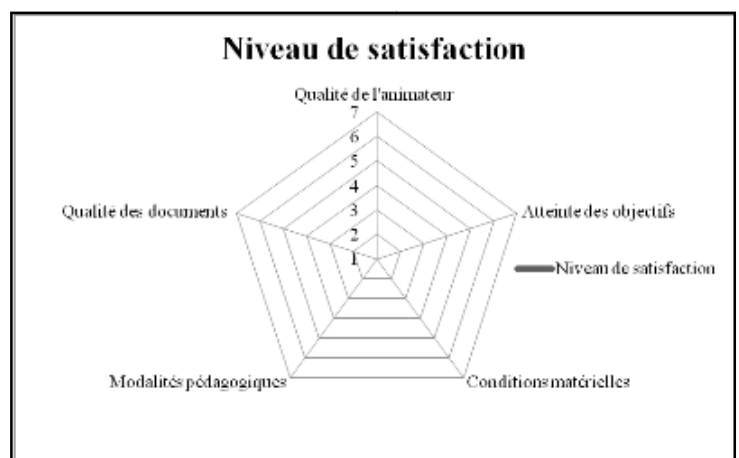 Niveau de satisfaction
Qualité de l'animateur
7
6
5
4
3
2
1
Qualité des documents
Atteinte des objectifs
Niveau de satisfaction
Modalités pédagogiques
Conditions matérielles